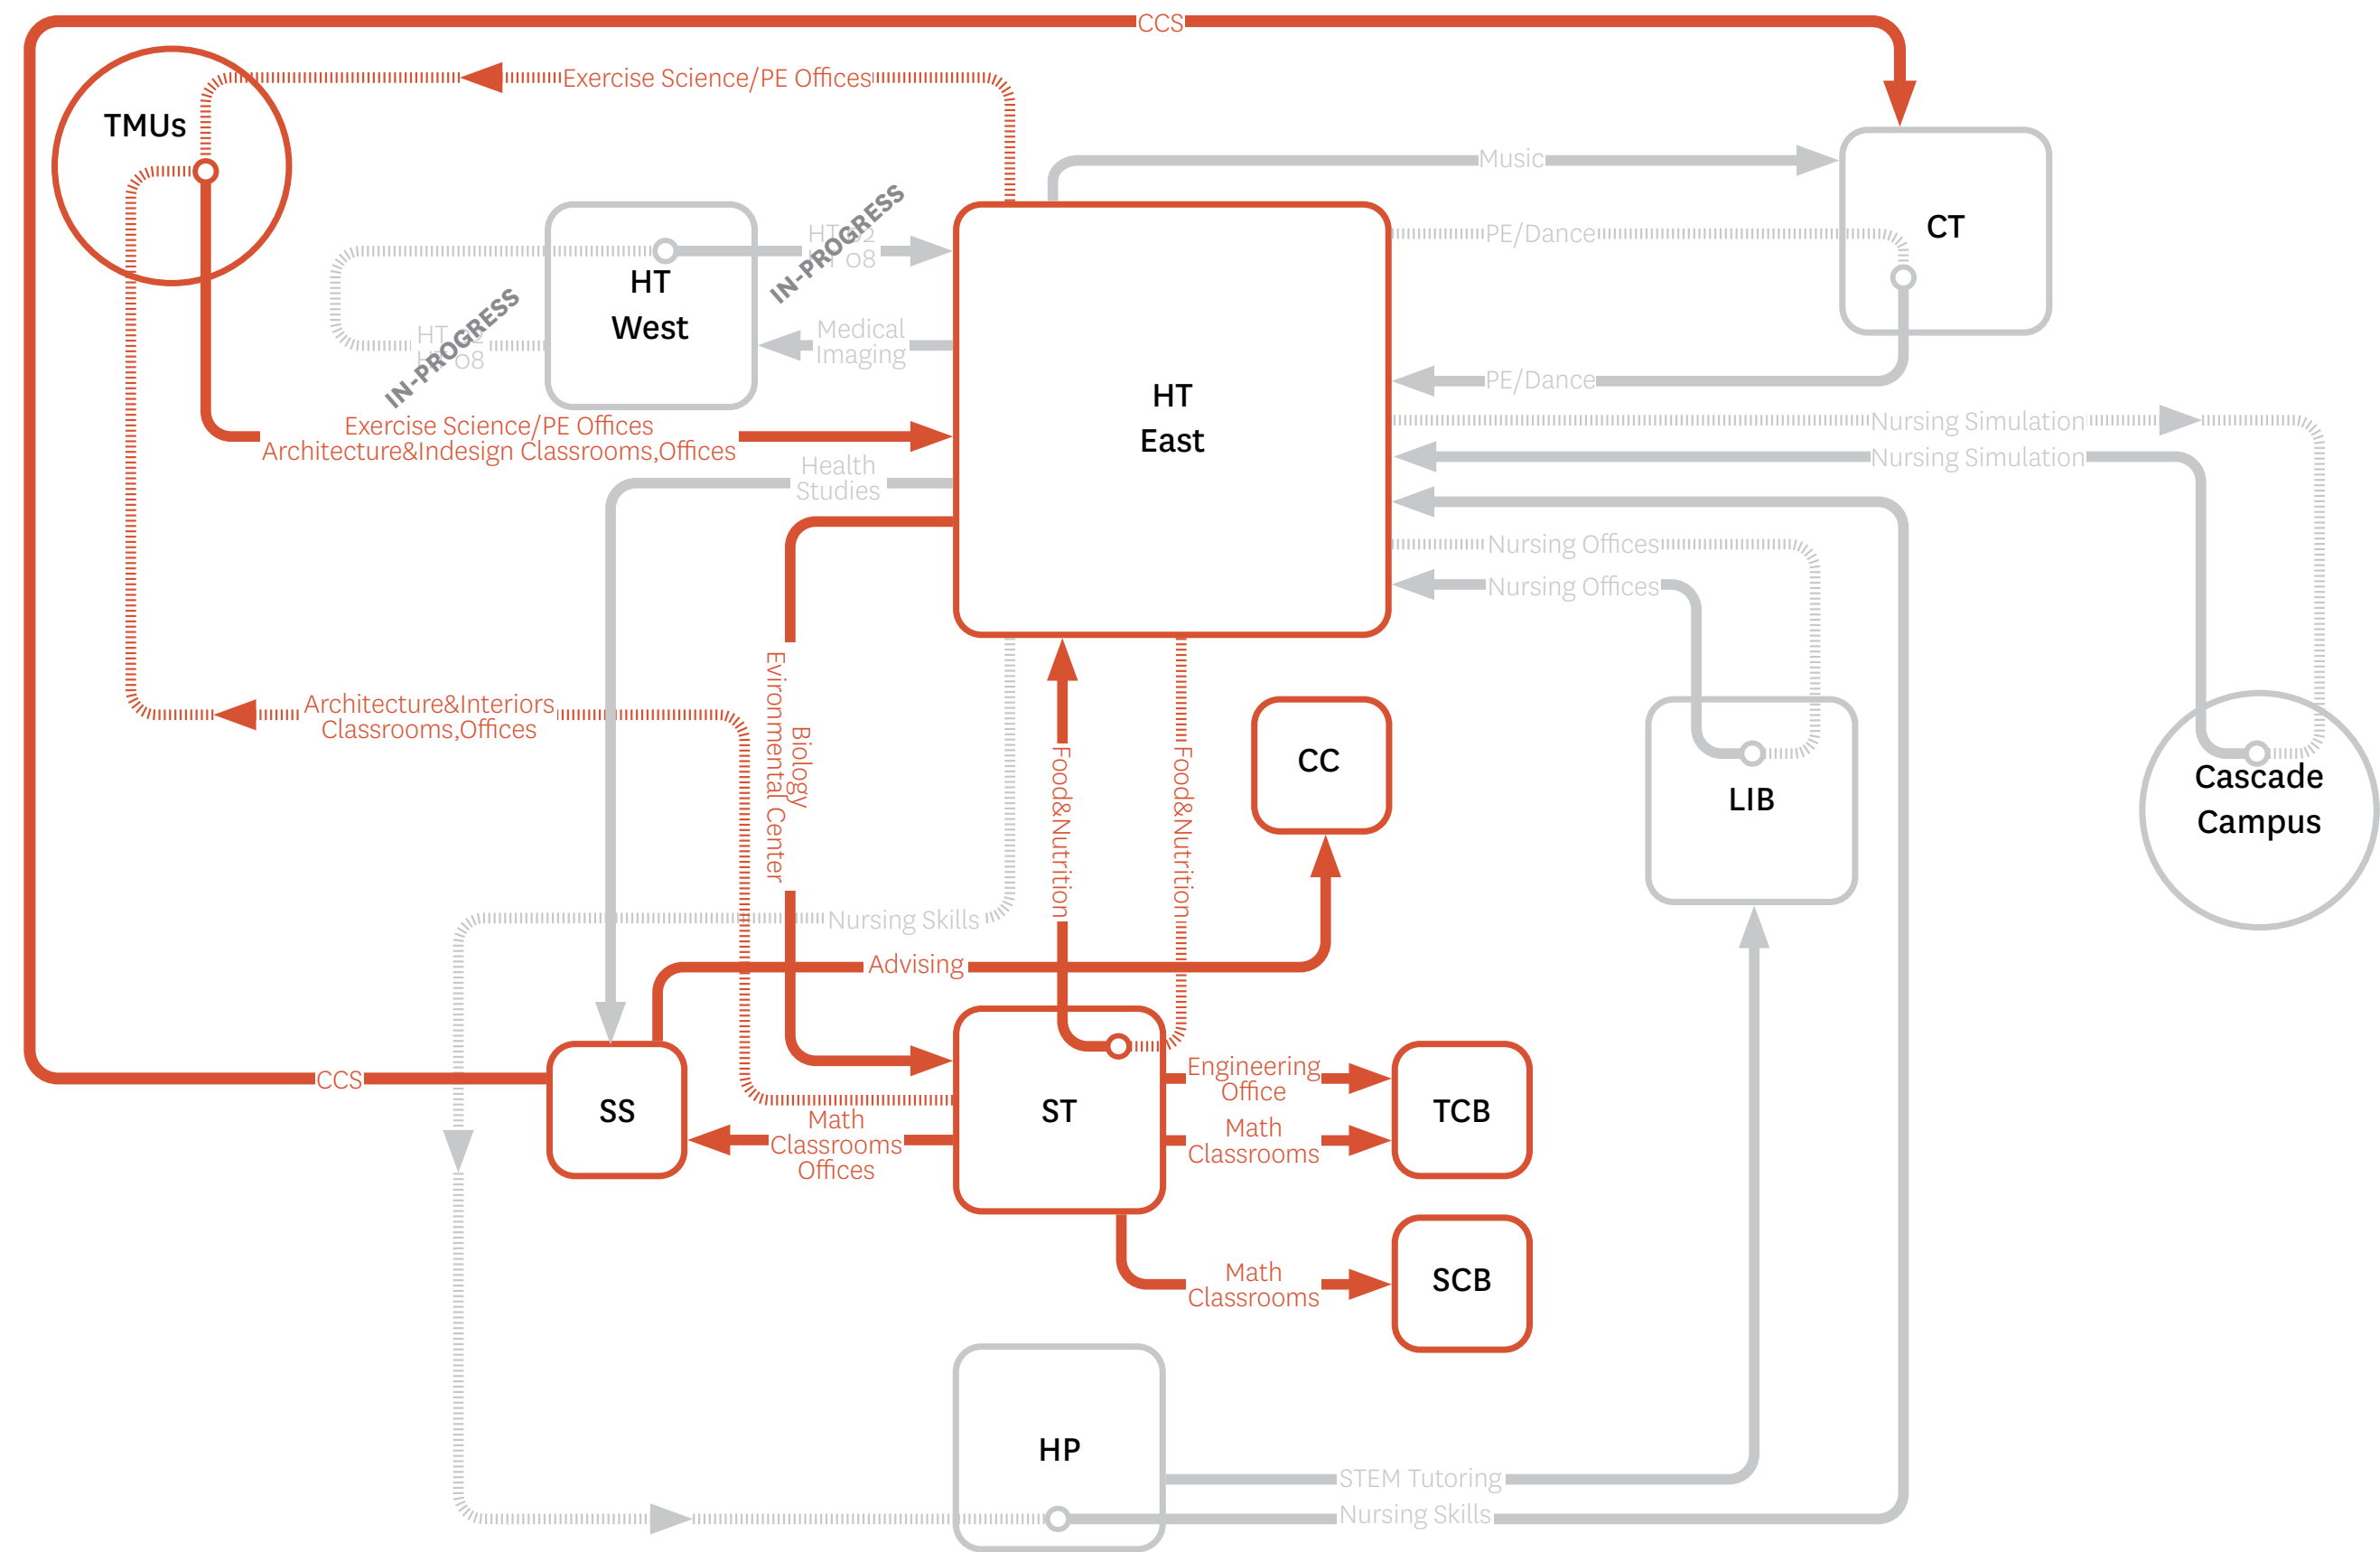 CCS
Exercise Science/PE Offices
TMUs
Music
CT
PE/Dance
IN-PROGRESS
HT
West
IN-PROGRESS
HT 08
Medical
Imaging
HT
East
PE/Dance
HT 08
Exercise Science/PE Offices
Architecture&Indesign Classrooms,Offices
Nursing Simulation
Nursing Simulation
Health
Studies
Nursing Offices
Nursing Offices
Architecture&Interiors
Classrooms,Offices
Biology
Evironmental Center
Food&Nutrition
Food&Nutrition
CC
LIB
Cascade
Campus
Nursing Skills
Advising
CCS
SS
ST
Engineering
Office
Math
Classrooms
TCB
Math
Classrooms
Offices
Math
Classrooms
SCB
HP
STEM Tutoring
Nursing Skills